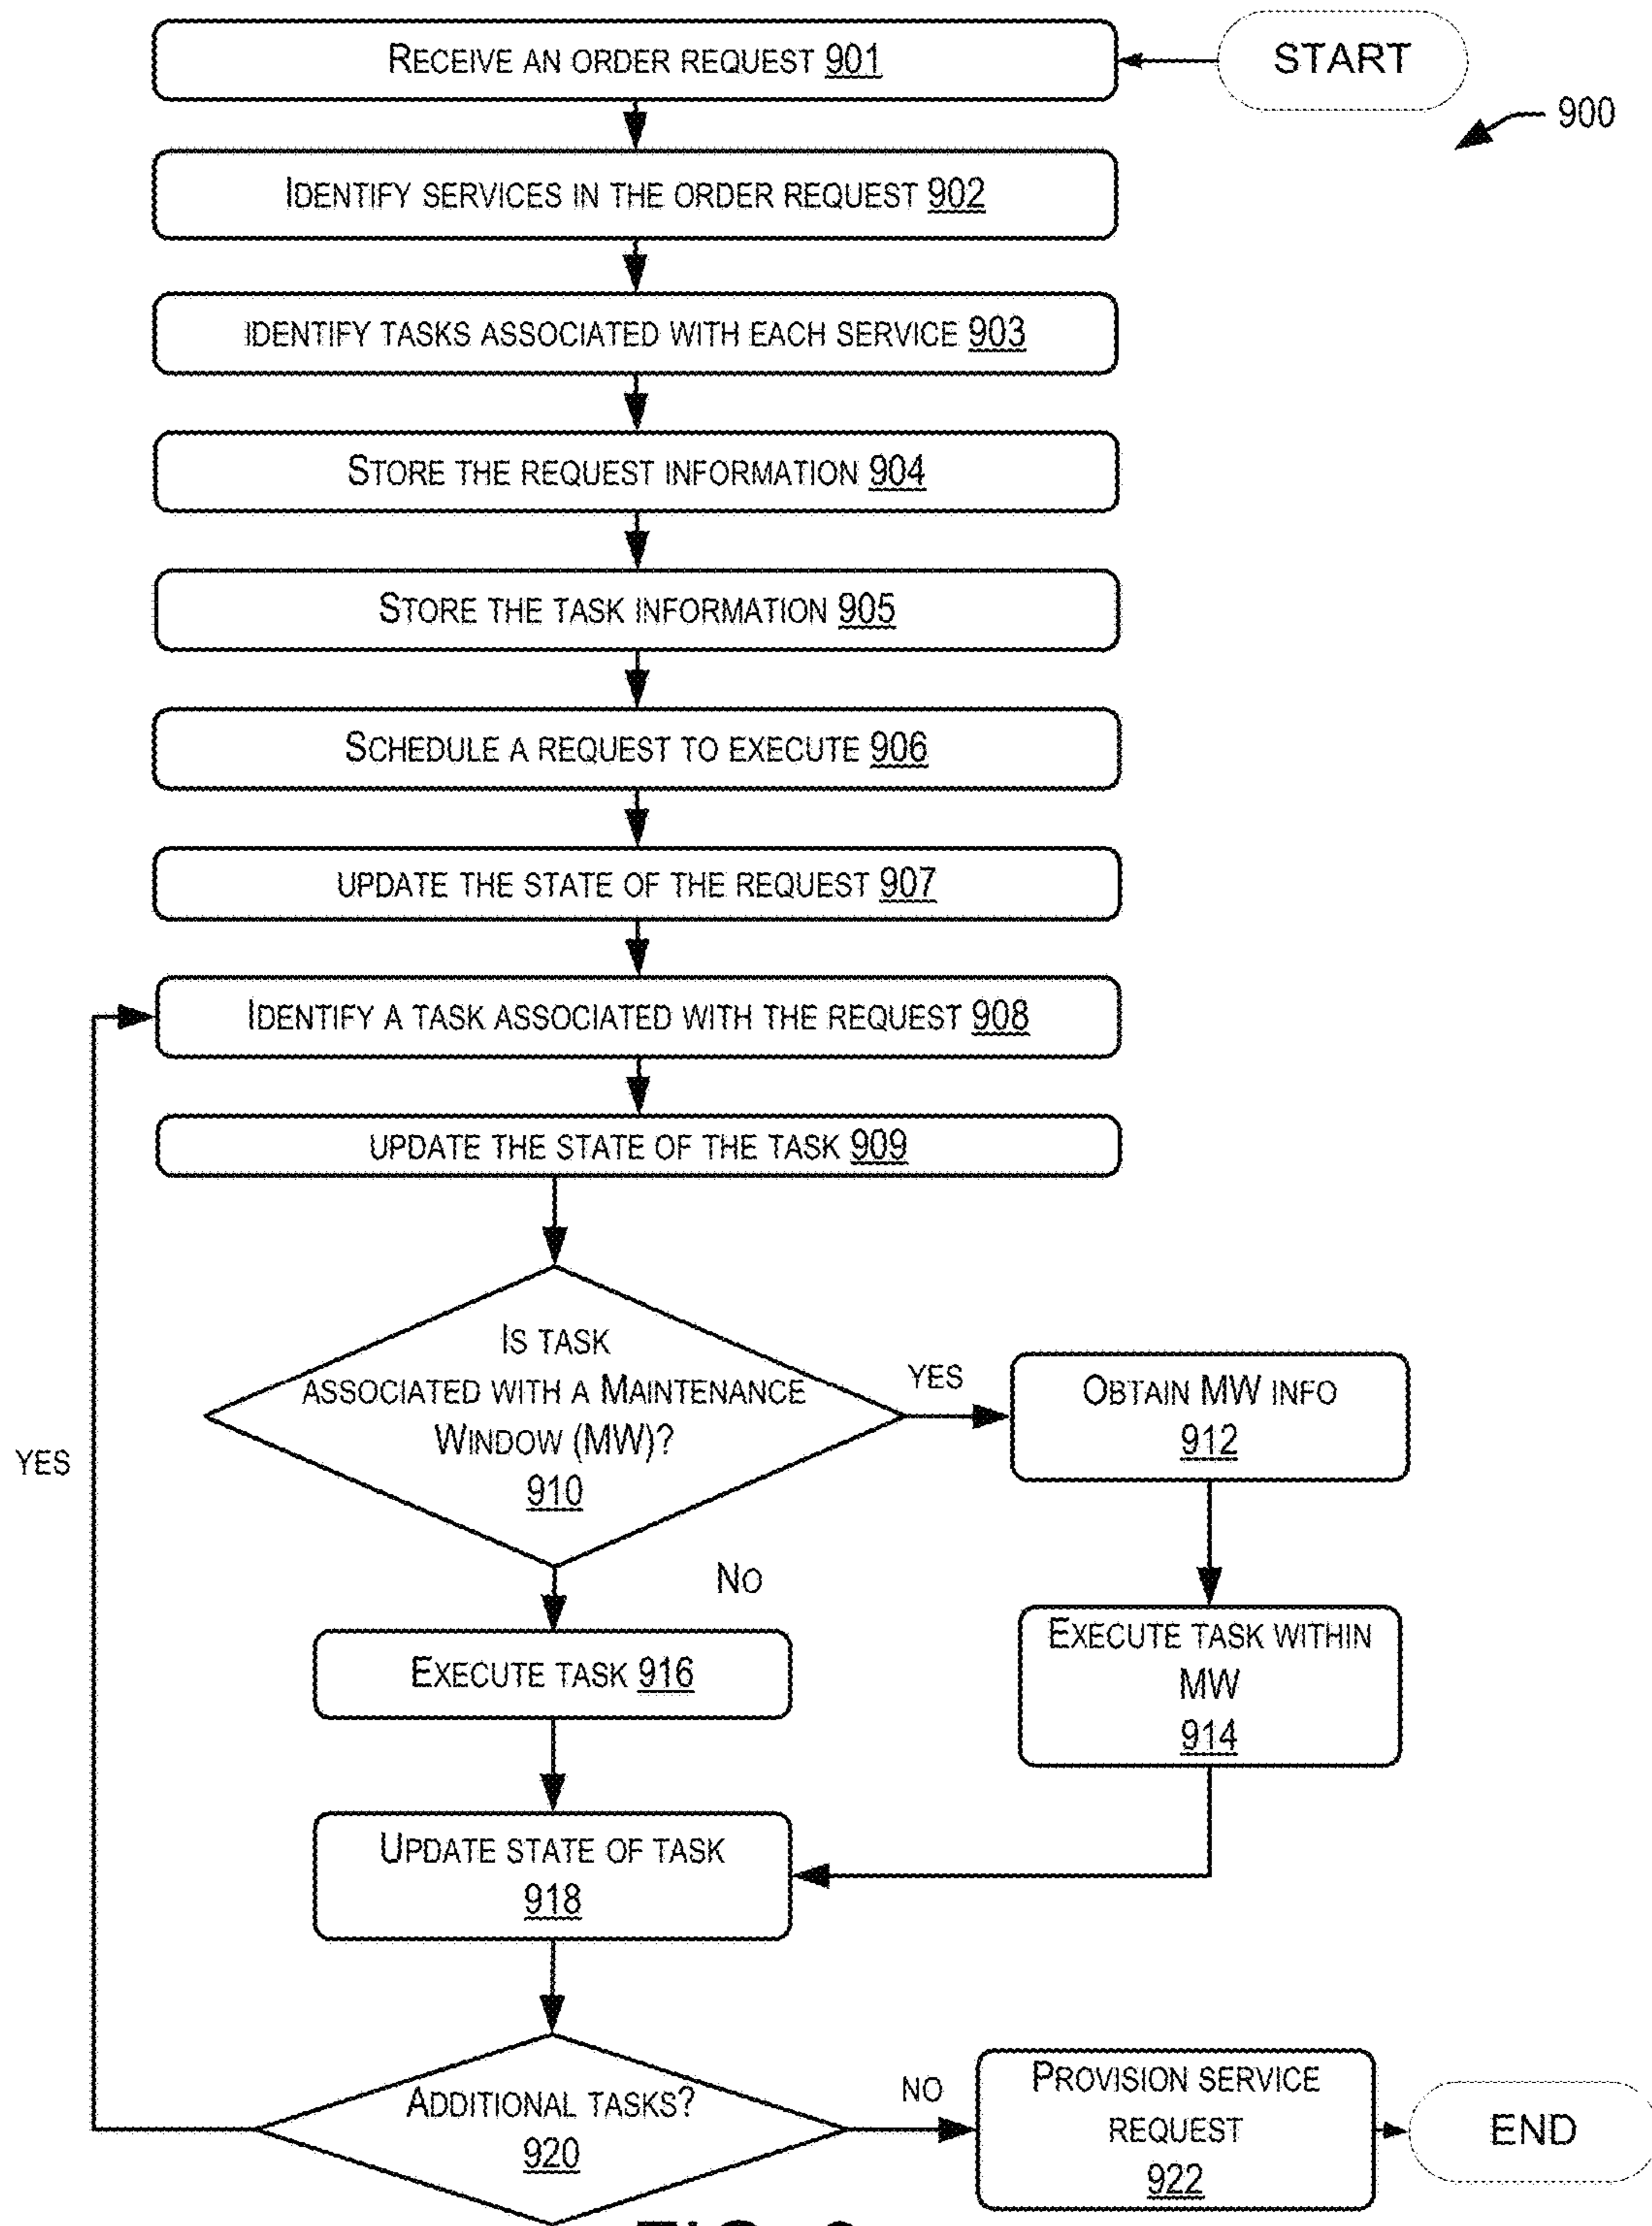 RECEIVE AN ORDER REQUEST 901
START
900
IDENTIFY SERVICES IN THE ORDER REQUEST 902
IDENTIFY TASKS ASSOCIATED WITH EACH SERVICE 903
STORE THE REQUEST INFORMATION 904
STORE THE TASK INFORMATION 905
SCHEDULE A REQUEST TO EXECUTE 906
UPDATE THE STATE OF THE REQUEST 907
IDENTIFY A TASK ASSOCIATED WITH THE REQUEST 908
UPDATE THE STATE OF THE TASK 909
IS TASK
ASSOCIATED WITH A MAINTENANCE
WINDOW (MW)?
910
YES
OBTAIN MW INFO
912
YES
NO
EXECUTE TASK WITHIN
MW
914
EXECUTE TASK 916
UPDATE STATE OF TASK
918
ADDITIONAL TASKS?
920
NO
PROVISION SERVICE
REQUEST
922
END